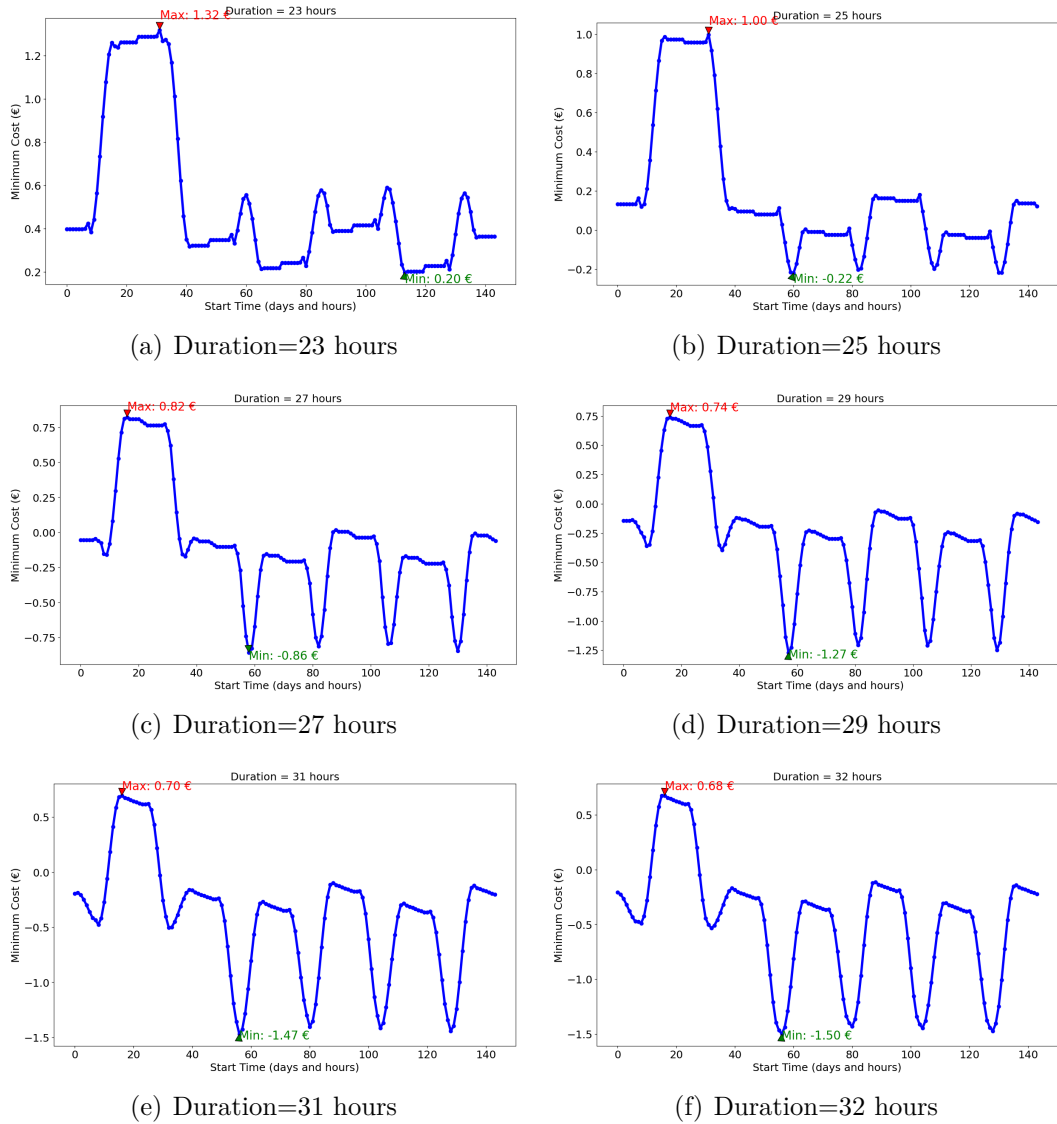 Duration=23 hours
Max: 1.32 €
Minimum Cost (€)
1.2
1.0
0.8
0.6
0.4
0.2
Min: 0.20 €
0 20 40 60 80 100 120 140
Start Time (days and hours)
(a) Duration=23 hours
Duration = 25 hours
Max: 1.00 €
Minimum Cost (€)
1.0
0.8
0.6
0.4
0.2
0.0
−0.2
Min: -0.22 €
0 20 40 60 80 100 120 140
Start Time (days and hours)
(b) Duration=25 hours
Duration = 27 hours
Max: 0.82 €
Minimum Cost (€)
0.75
0.50
0.25
0.00
−0.25
−0.50
−0.75
Min: -0.86 €
0 20 40 60 80 100 120 140
Start Time (days and hours)
(c) Duration=27 hours
Duration = 29 hours
Max: 0.74 €
Minimum Cost (€)
0.75
0.50
0.25
0.00
−0.25
−0.50
−0.75
−1.00
−1.25
Min: -1.27 €
0 20 40 60 80 100 120 140
Start Time (days and hours)
(d) Duration=29 hours
Duration = 31 hours
Max: 0.70 €
Minimum Cost (€)
0.5
0.0
−0.5
−1.0
−1.5
Min: -1.47 €
0 20 40 60 80 100 120 140
Start Time (days and hours)
(e) Duration=31 hours
Duration = 32 hours
Max: 0.68 €
Minimum Cost (€)
0.5
0.0
−0.5
−1.0
−1.5
Min: -1.50 €
0 20 40 60 80 100 120 140
Start Time (days and hours)
(f) Duration=32 hours